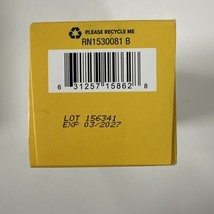 PLEASE RECYCLE ME
RN1530081 B
6 31257 15862 8
LOT 156341
EXP 03/2027